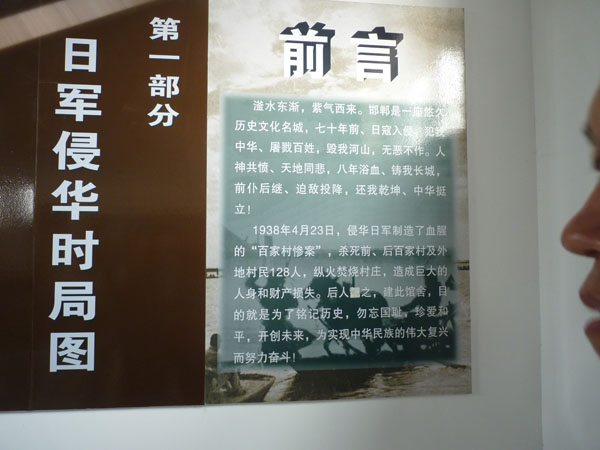 第一部分
日军侵华时局图
前言
滏水东渐，紫气西来。邯郸是一座悠久
历史文化名城，七十年前、日寇入侵，犯我
中华、屠戮百姓，毁我河山，无恶不作。人
神共愤、天地同悲，八年浴血、铸我长城，
前仆后继、迫敌投降，还我乾坤、中华挺
立！
1938年4月23日，侵华日军制造了血腥
的“百家村惨案”，杀死前、后百家村及外
地村民128人，纵火焚烧村庄，造成巨大的
人身和财产损失。后人之，建此馆舍，目
的就是为了铭记历史，勿忘国耻，珍爱和
平，开创未来，为实现中华民族的伟大复兴
而努力奋斗！